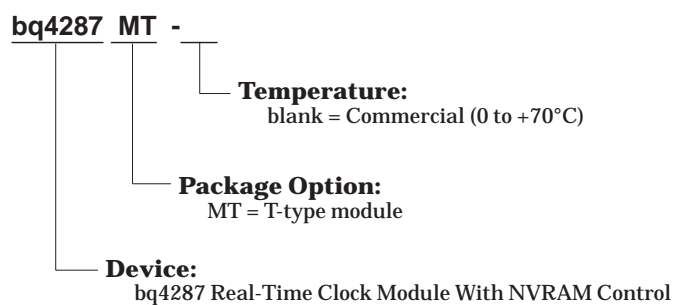 bq4287 MT -
Temperature:
blank = Commercial (0 to +70°C)
Package Option:
MT = T-type module
Device:
bq4287 Real-Time Clock Module With NVRAM Control